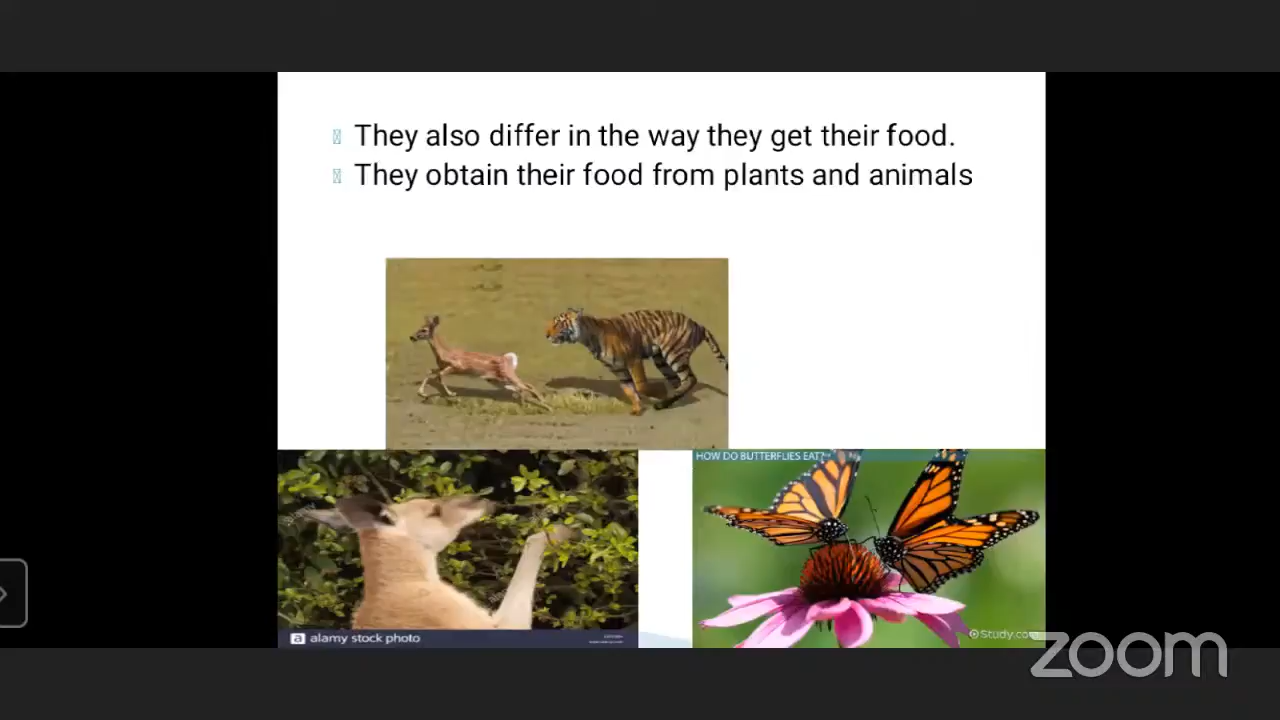 They also differ in the way they get their food.
They obtain their food from plants and animals
HOW DO BUTTERFLIES EAT?
a alamy stock photo
Study.com
zoom